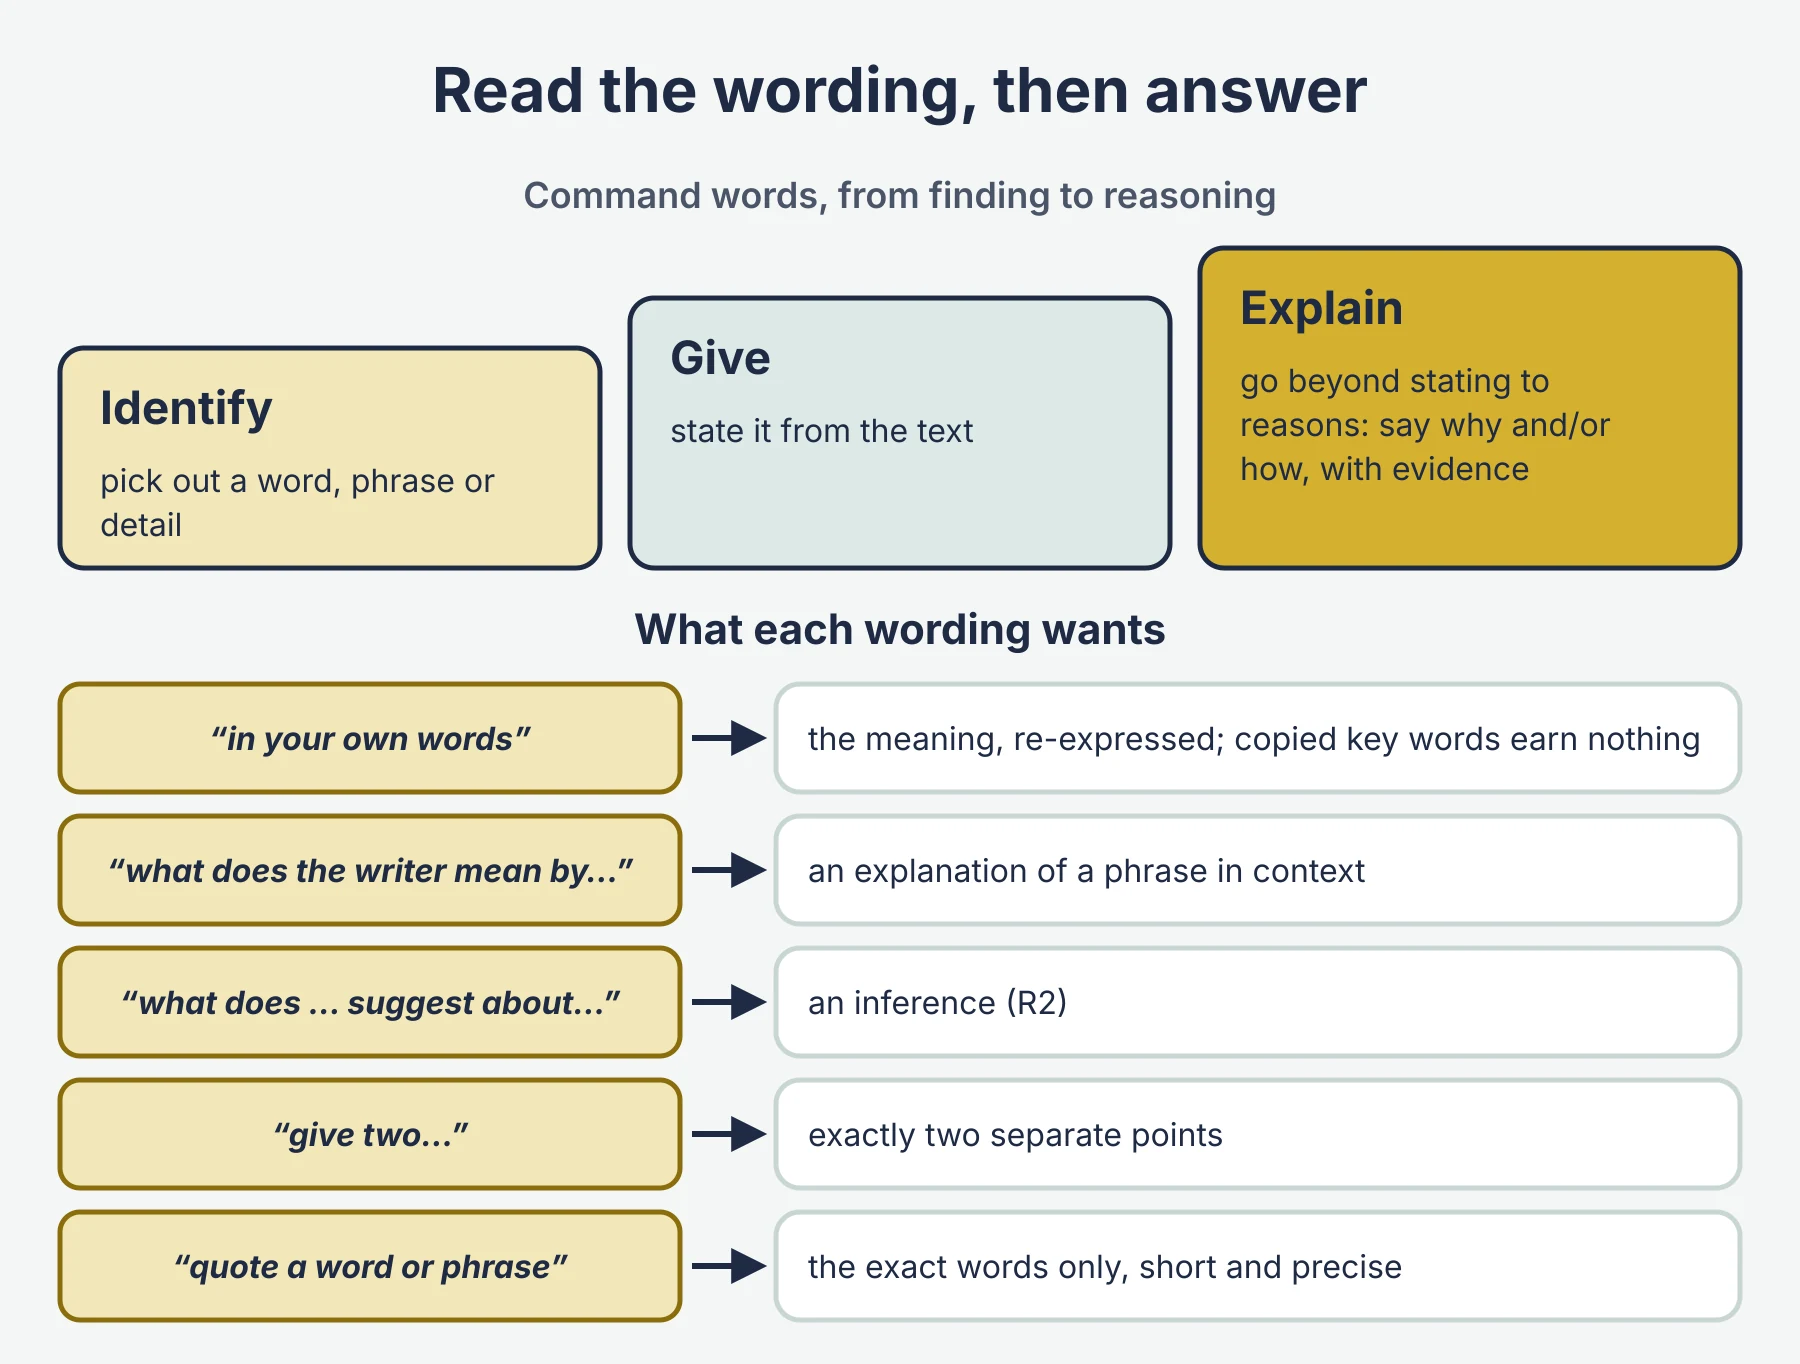 Read the wording, then answer
Command words, from finding to reasoning
Identify
pick out a word, phrase or
detail
Give
state it from the text
Explain
go beyond stating to
reasons: say why and/or
how, with evidence
What each wording wants
“in your own words”
the meaning, re-expressed; copied key words earn nothing
“what does the writer mean by…”
an explanation of a phrase in context
“what does … suggest about…”
an inference (R2)
“give two…”
exactly two separate points
“quote a word or phrase”
the exact words only, short and precise